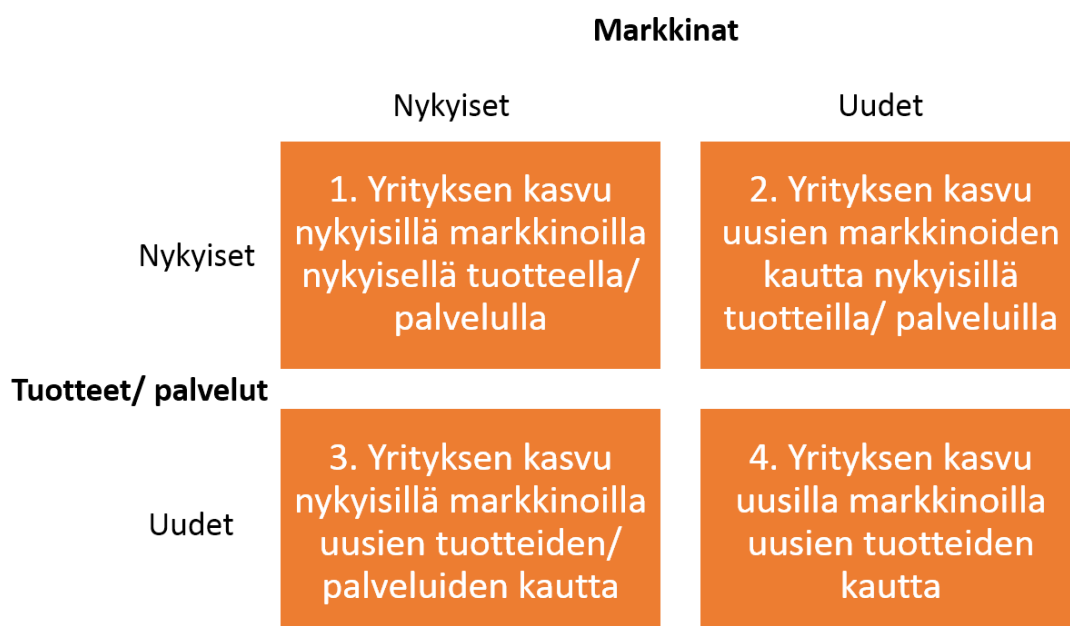 Markkinat
Nykyiset
Uudet
Nykyiset
1. Yrityksen kasvu
nykyisillä markkinoilla
nykyisellä tuotteella/
palvelulla
2. Yrityksen kasvu
uusien markkinoiden
kautta nykyisillä
tuotteilla/ palveluilla
Tuotteet/ palvelut
Uudet
3. Yrityksen kasvu
nykyisillä markkinoilla
uusien tuotteiden/
palveluiden kautta
4. Yrityksen kasvu
uusilla markkinoilla
uusien tuotteiden
kautta